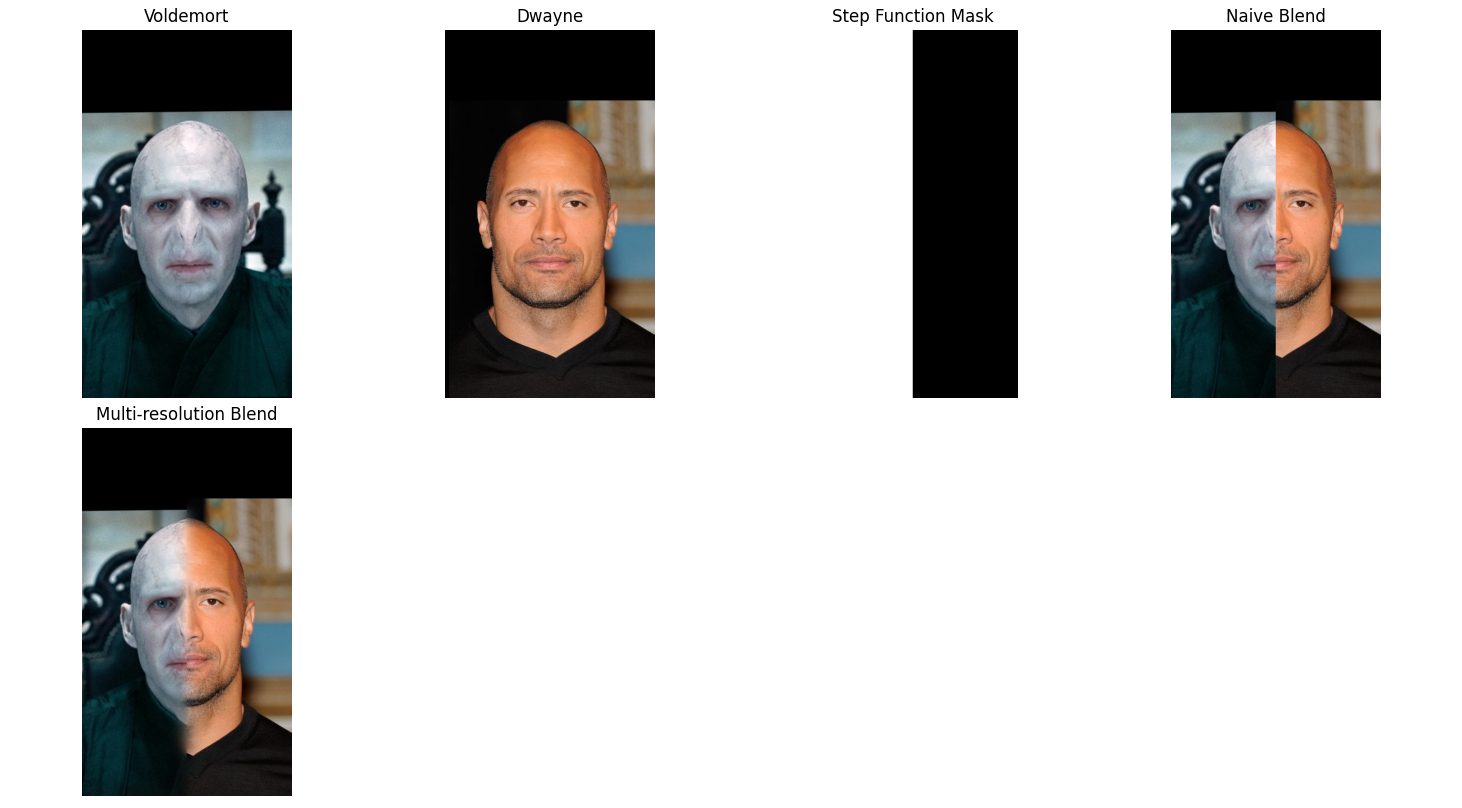 Voldemort
Dwayne
Step Function Mask
Naive Blend
Multi-resolution Blend